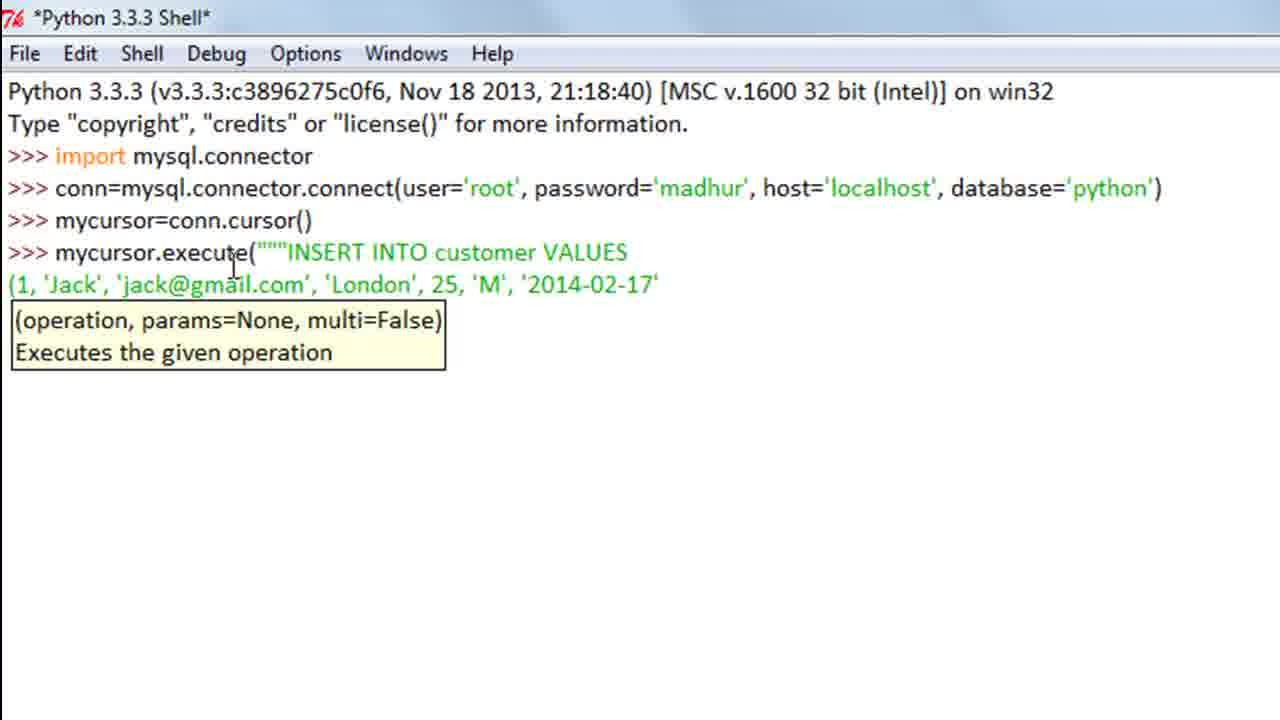 *Python 3.3.3 Shell*
File Edit Shell Debug Options Windows Help
Python 3.3.3 (v3.3.3:c3896275c0f6, Nov 18 2013, 21:18:40) [MSC v.1600 32 bit (Intel)] on win32
Type "copyright", "credits" or "license()" for more information.
>>> import mysql.connector
>>> conn=mysql.connector.connect(user='root', password='madhur', host='localhost', database='python')
>>> mycursor=conn.cursor()
>>> mycursor.execute("""INSERT INTO customer VALUES
(1, 'Jack', 'jack@gmail.com', 'London', 25, 'M', '2014-02-17'
(operation, params=None, multi=False)
Executes the given operation